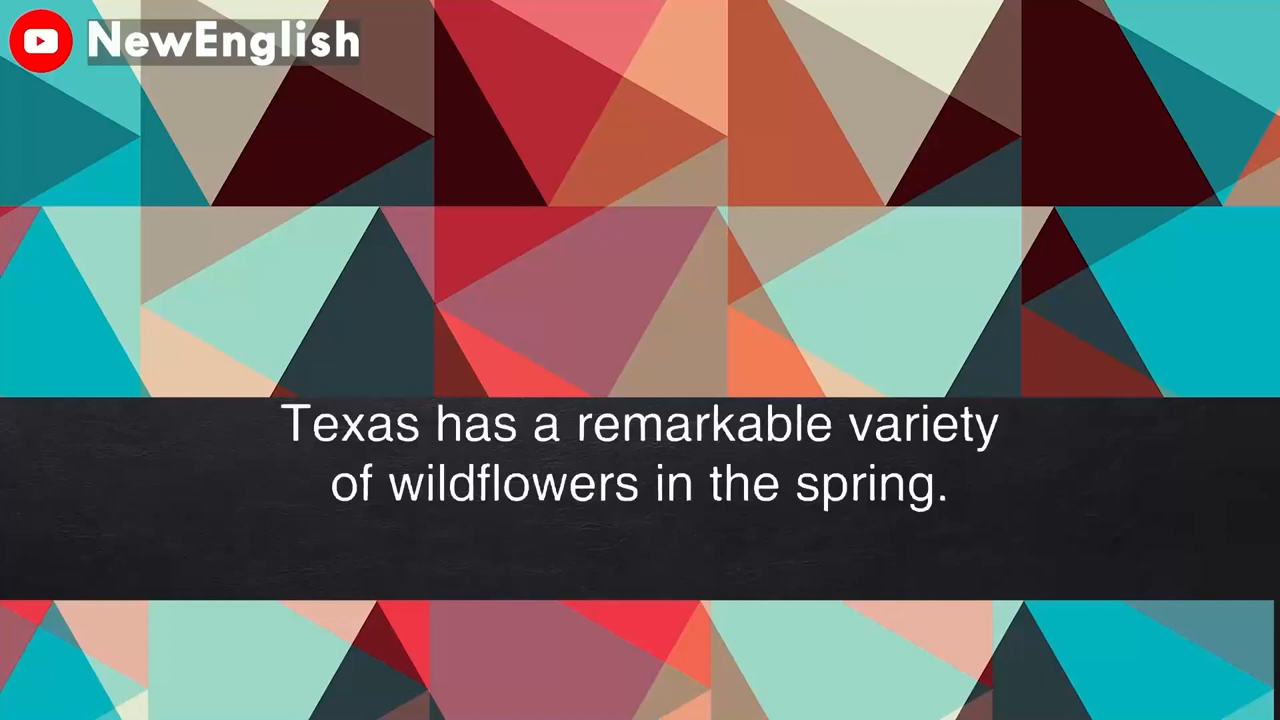 NewEnglish
Texas has a remarkable variety
of wildflowers in the spring.